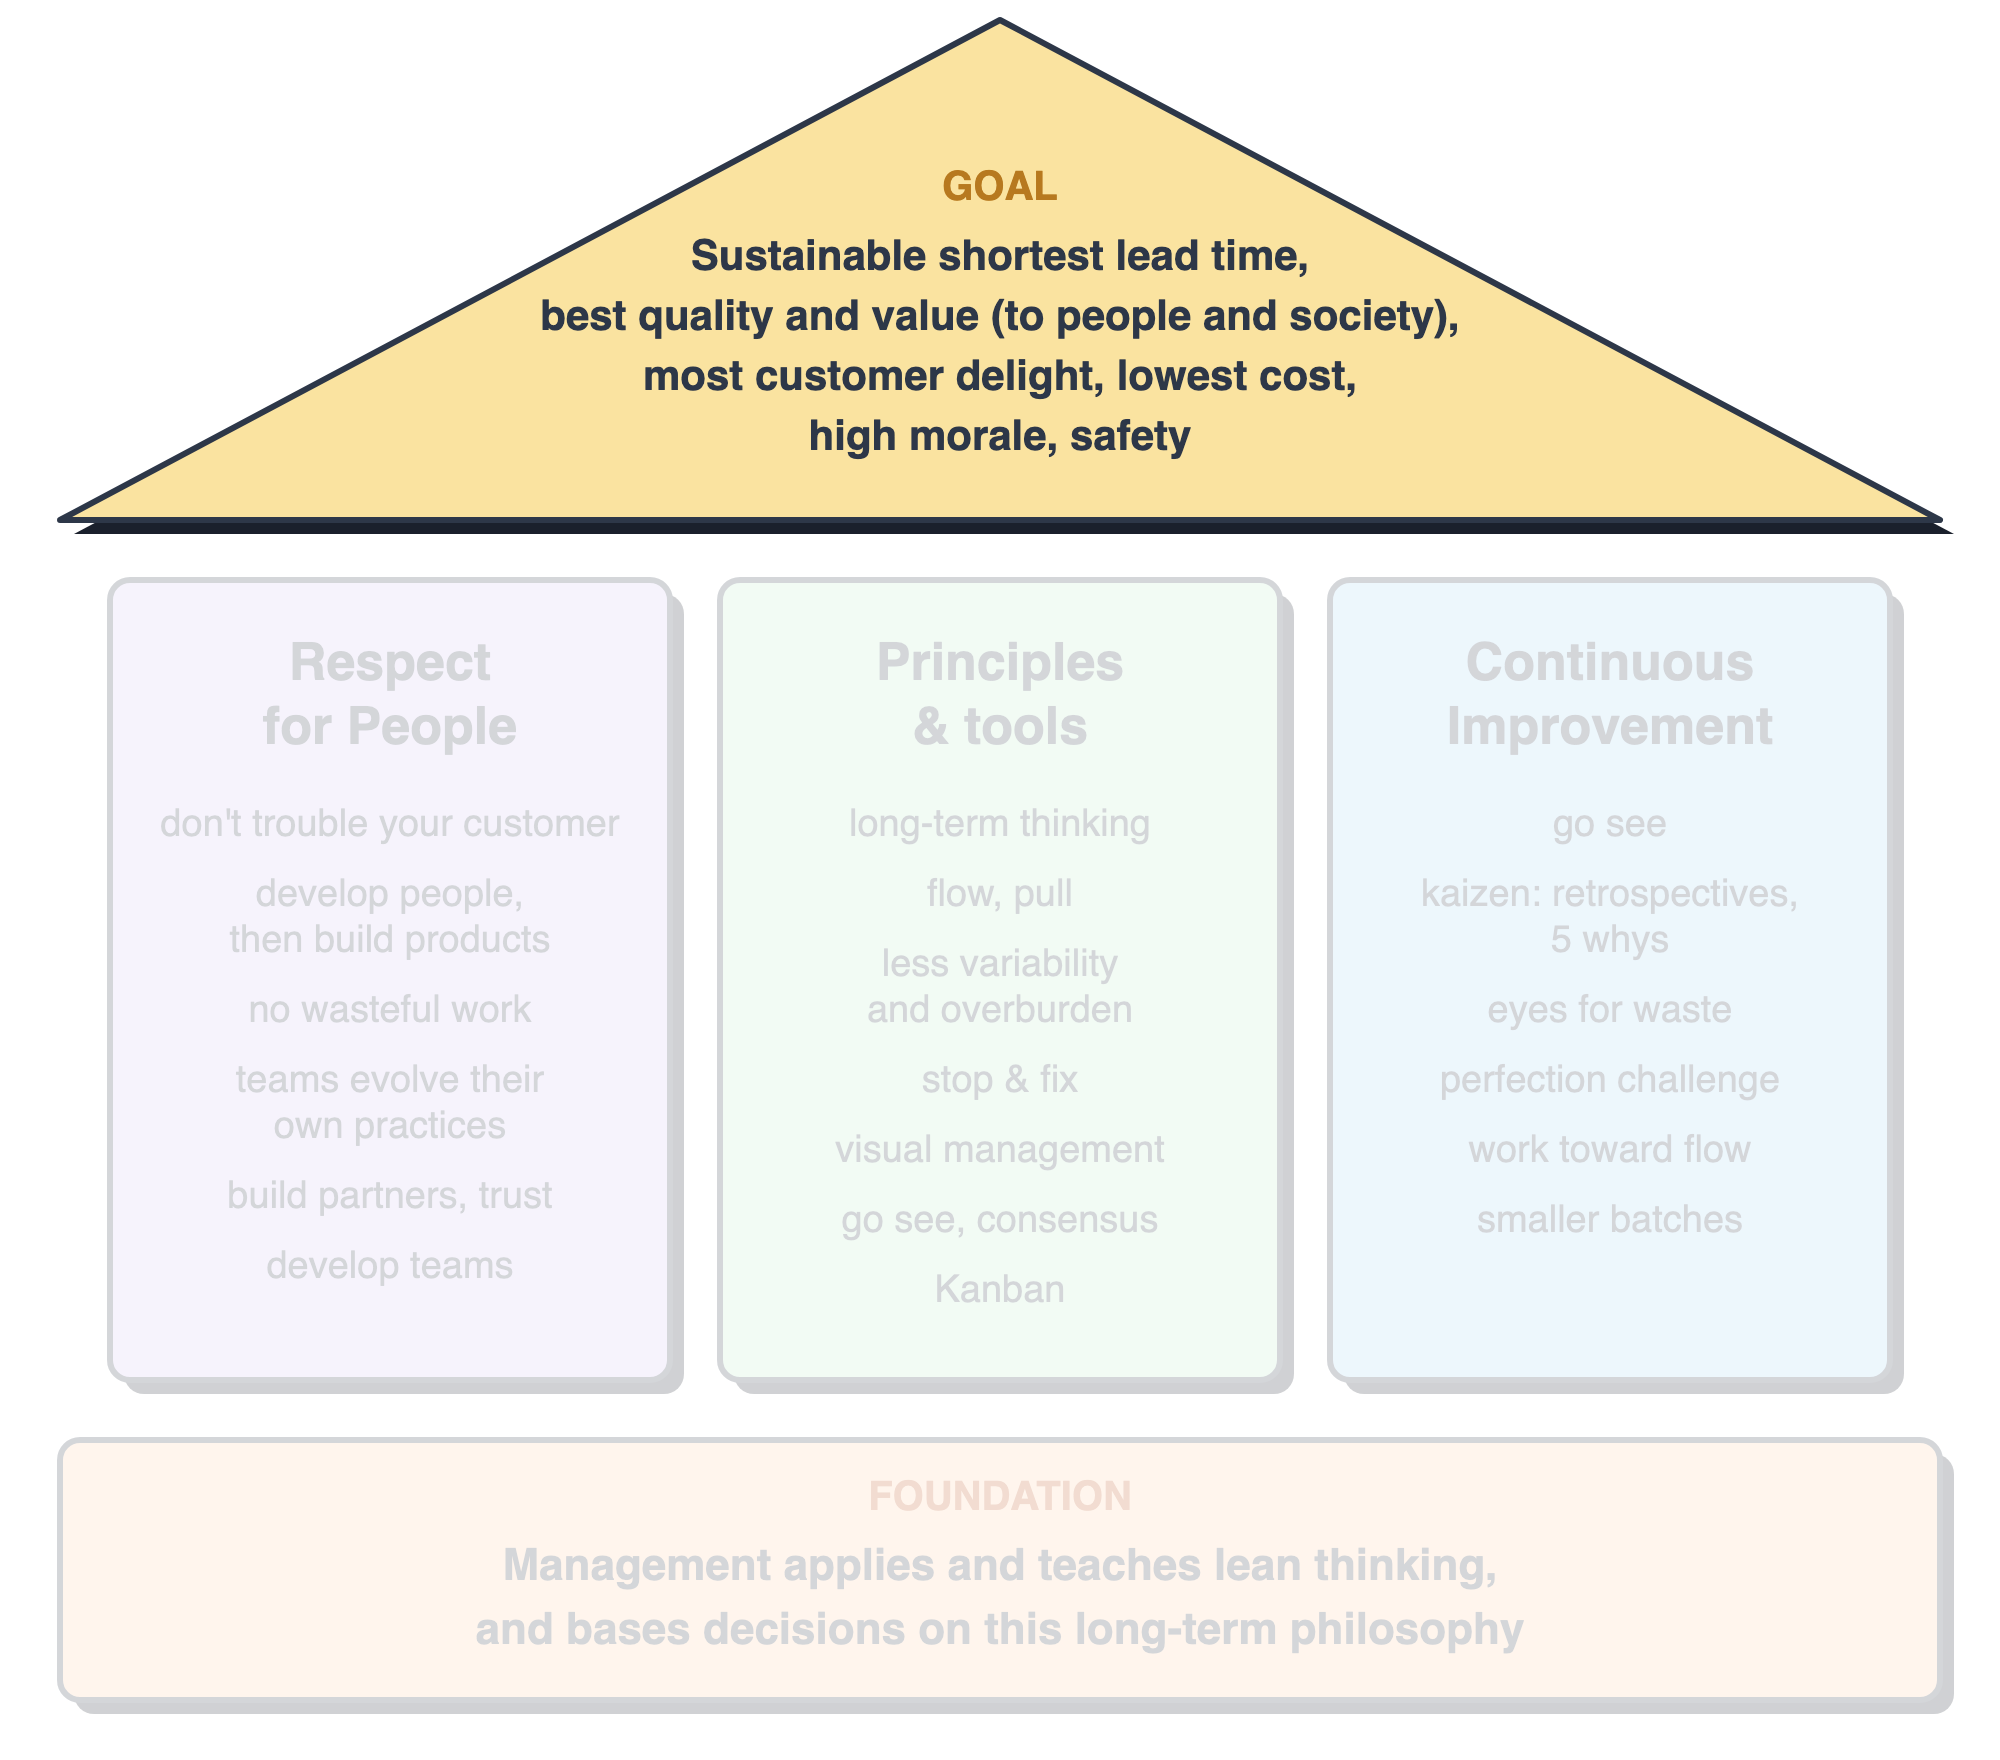 GOAL
Sustainable shortest lead time,
best quality and value (to people and society),
most customer delight, lowest cost,
high morale, safety
Respect
for People
don't trouble your customer
develop people,
then build products
no wasteful work
teams evolve their
own practices
build partners, trust
develop teams
Principles
& tools
long-term thinking
flow, pull
less variability
and overburden
stop & fix
visual management
go see, consensus
Kanban
Continuous
Improvement
go see
kaizen: retrospectives,
5 whys
eyes for waste
perfection challenge
work toward flow
smaller batches
FOUNDATION
Management applies and teaches lean thinking,
and bases decisions on this long-term philosophy